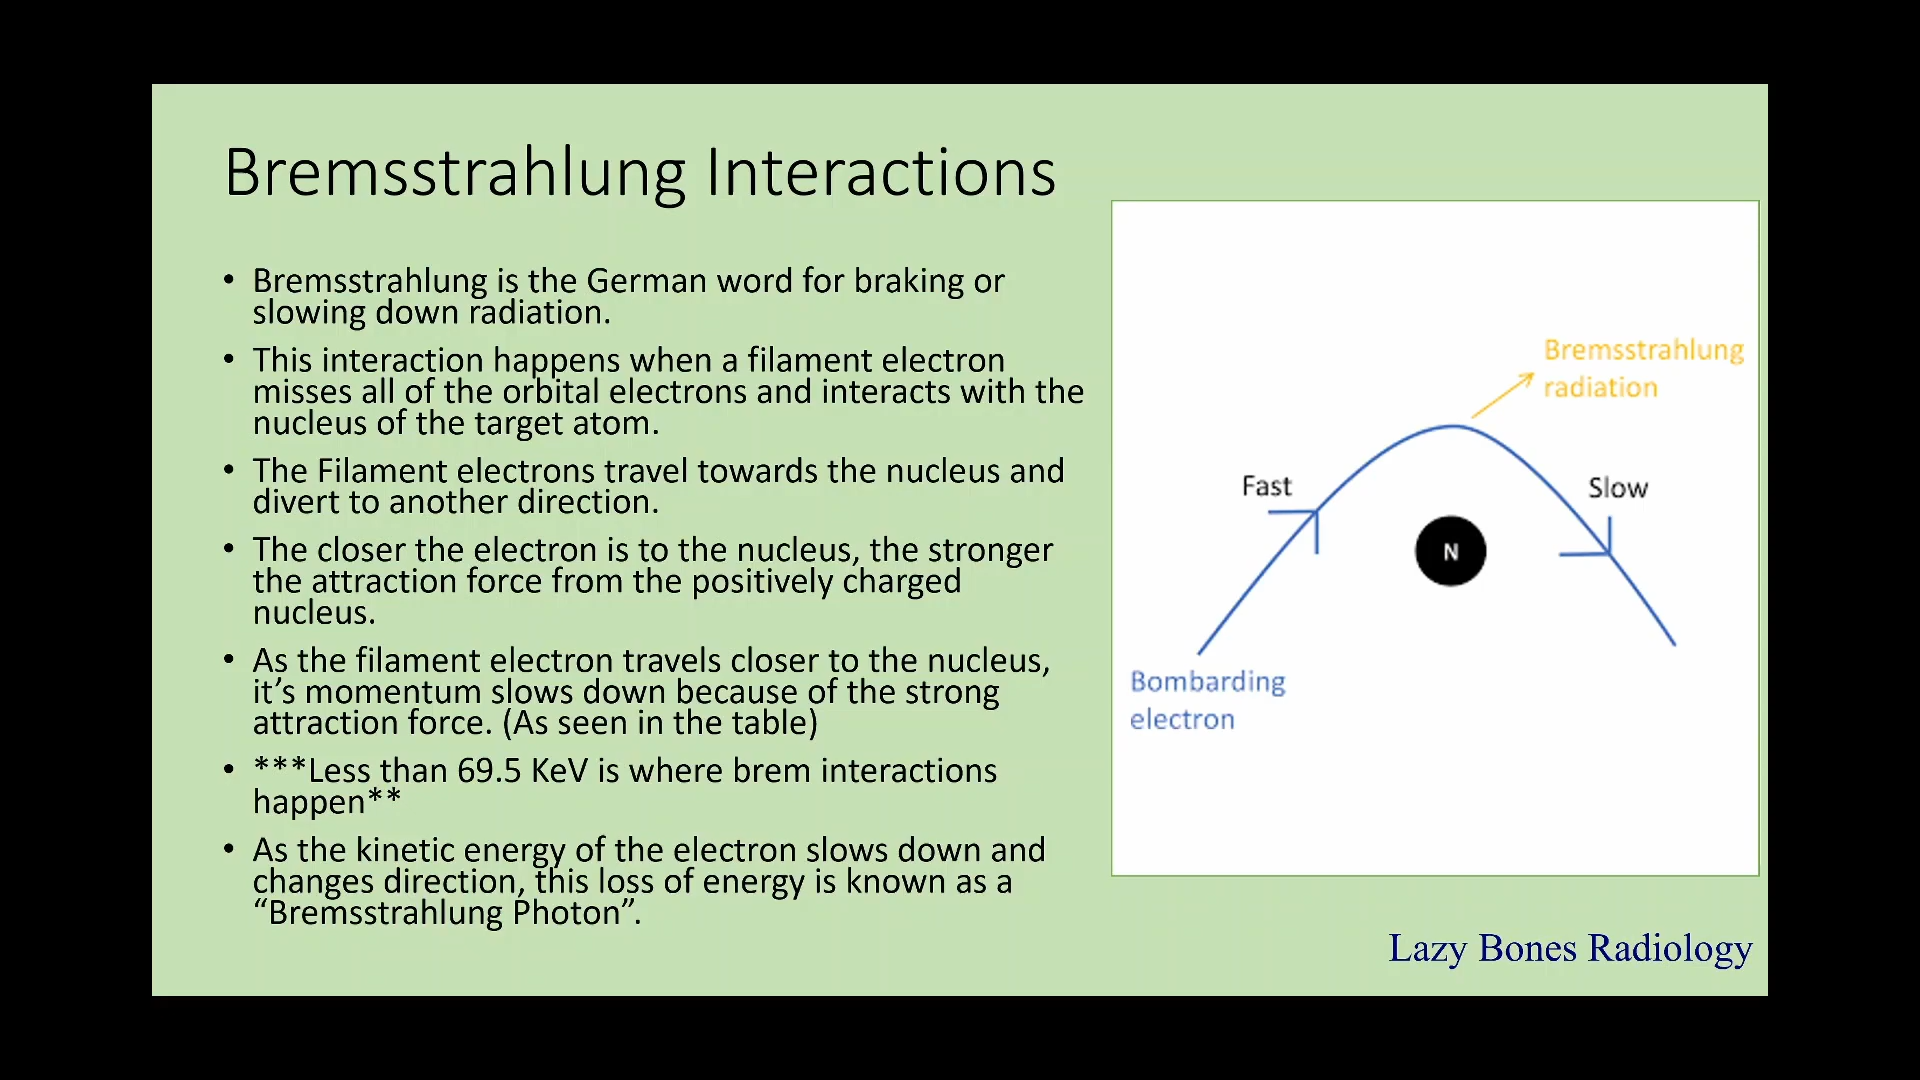 Bremsstrahlung Interactions
• Bremsstrahlung is the German word for braking or
slowing down radiation.
• This interaction happens when a filament electron
misses all of the orbital electrons and interacts with the
nucleus of the target atom.
• The Filament electrons travel towards the nucleus and
divert to another direction.
• The closer the electron is to the nucleus, the stronger
the attraction force from the positively charged
nucleus.
• As the filament electron travels closer to the nucleus,
it’s momentum slows down because of the strong
attraction force. (As seen in the table)
• ***Less than 69.5 KeV is where brem interactions
happen**
• As the kinetic energy of the electron slows down and
changes direction, this loss of energy is known as a
“Bremsstrahlung Photon”.
Bremsstrahlung
radiation
Fast
Slow
N
Bombarding
electron
Lazy Bones Radiology